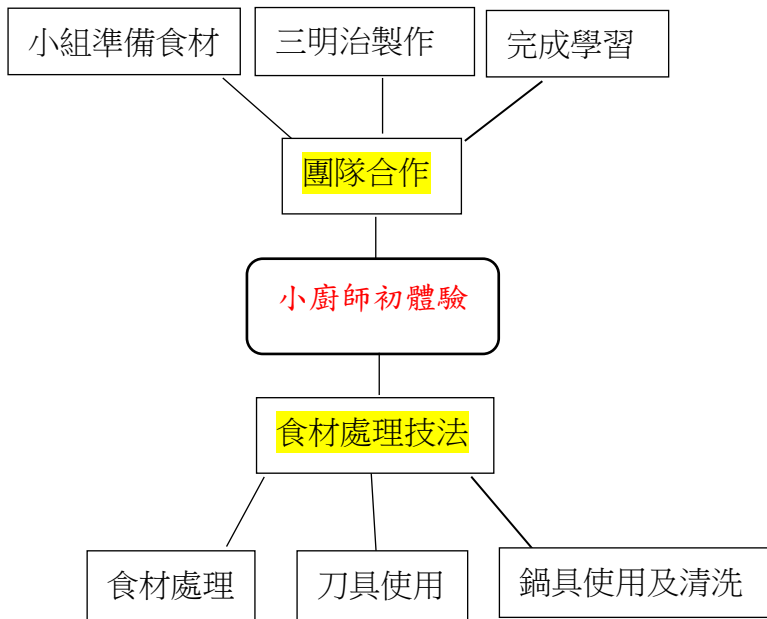 小組準備食材
三明治製作
完成學習
團隊合作
小廚師初體驗
食材處理技法
食材處理
刀具使用
鍋具使用及清洗